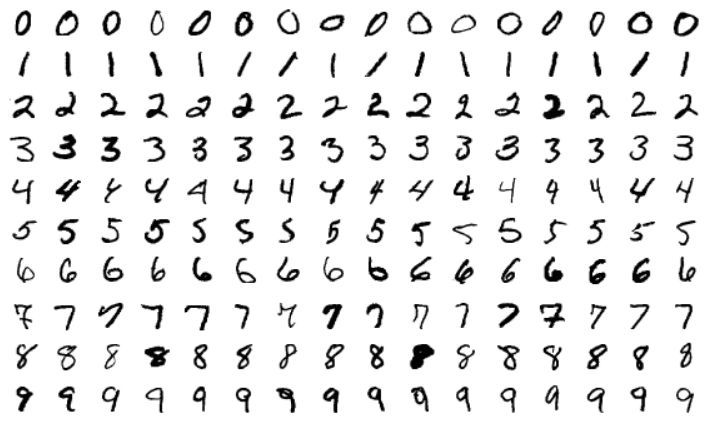 0 0 0 0 0 0 0 0 0 0 0 0 0 0 0 0
1 1 1 1 1 1 1 1 1 1 1 1 1 1 1 1
2 2 2 2 2 2 2 2 2 2 2 2 2 2 2 2
3 3 3 3 3 3 3 3 3 3 3 3 3 3 3 3
4 4 4 4 4 4 4 4 4 4 4 4 4 4 4 4
5 5 5 5 5 5 5 5 5 5 5 5 5 5 5 5
6 6 6 6 6 6 6 6 6 6 6 6 6 6 6 6
7 7 7 7 7 7 7 7 7 7 7 7 7 7 7 7
8 8 8 8 8 8 8 8 8 8 8 8 8 8 8 8
9 9 9 9 9 9 9 9 9 9 9 9 9 9 9 9